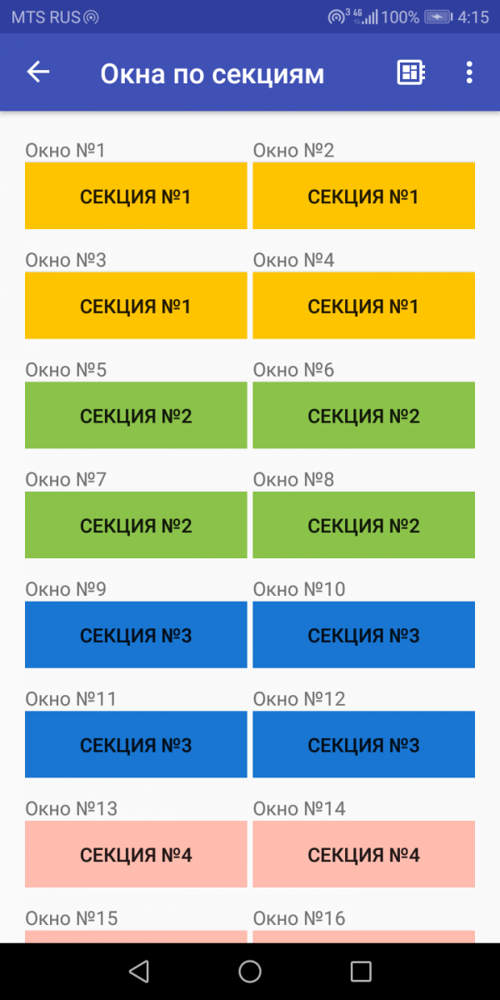 MTS RUS 3 4G 100% 4:15
Окна по секциям
Окно №1 Окно №2
СЕКЦИЯ №1 СЕКЦИЯ №1
Окно №3 Окно №4
СЕКЦИЯ №1 СЕКЦИЯ №1
Окно №5 Окно №6
СЕКЦИЯ №2 СЕКЦИЯ №2
Окно №7 Окно №8
СЕКЦИЯ №2 СЕКЦИЯ №2
Окно №9 Окно №10
СЕКЦИЯ №3 СЕКЦИЯ №3
Окно №11 Окно №12
СЕКЦИЯ №3 СЕКЦИЯ №3
Окно №13 Окно №14
СЕКЦИЯ №4 СЕКЦИЯ №4
Окно №15 Окно №16